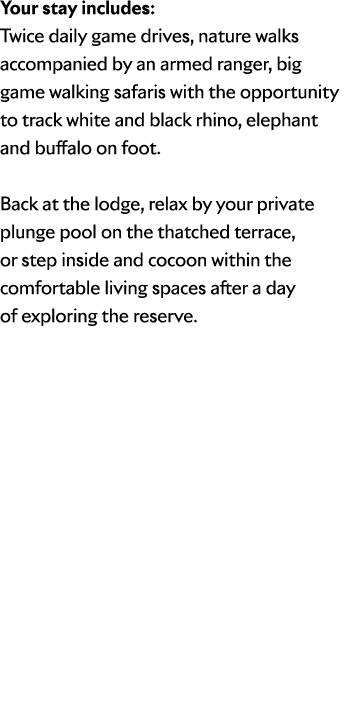 Your stay includes:
Twice daily game drives, nature walks
accompanied by an armed ranger, big
game walking safaris with the opportunity
to track white and black rhino, elephant
and buffalo on foot.

Back at the lodge, relax by your private
plunge pool on the thatched terrace,
or step inside and cocoon within the
comfortable living spaces after a day
of exploring the reserve.